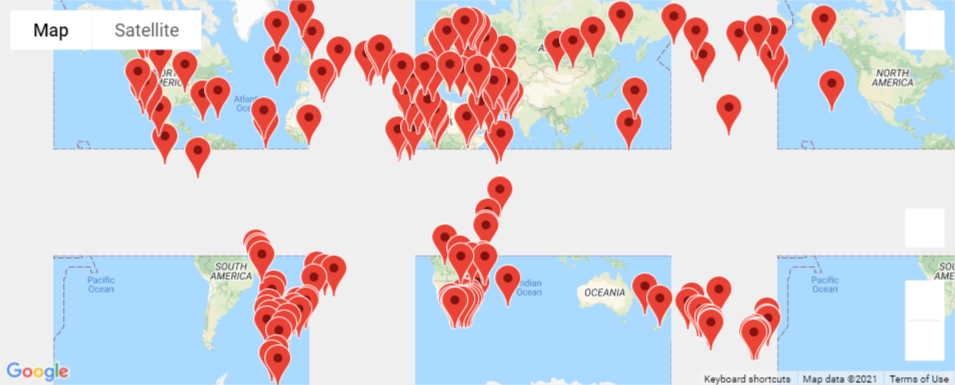 Map
Satellite
NORTH
AMERICA
Atlantic
SOUTH
AMERICA
Pacific
Ocean
Indian
Ocean
OCEANIA
Pacific
Ocean
Google
Keyboard shortcuts
Map data ©2021
Terms of Use